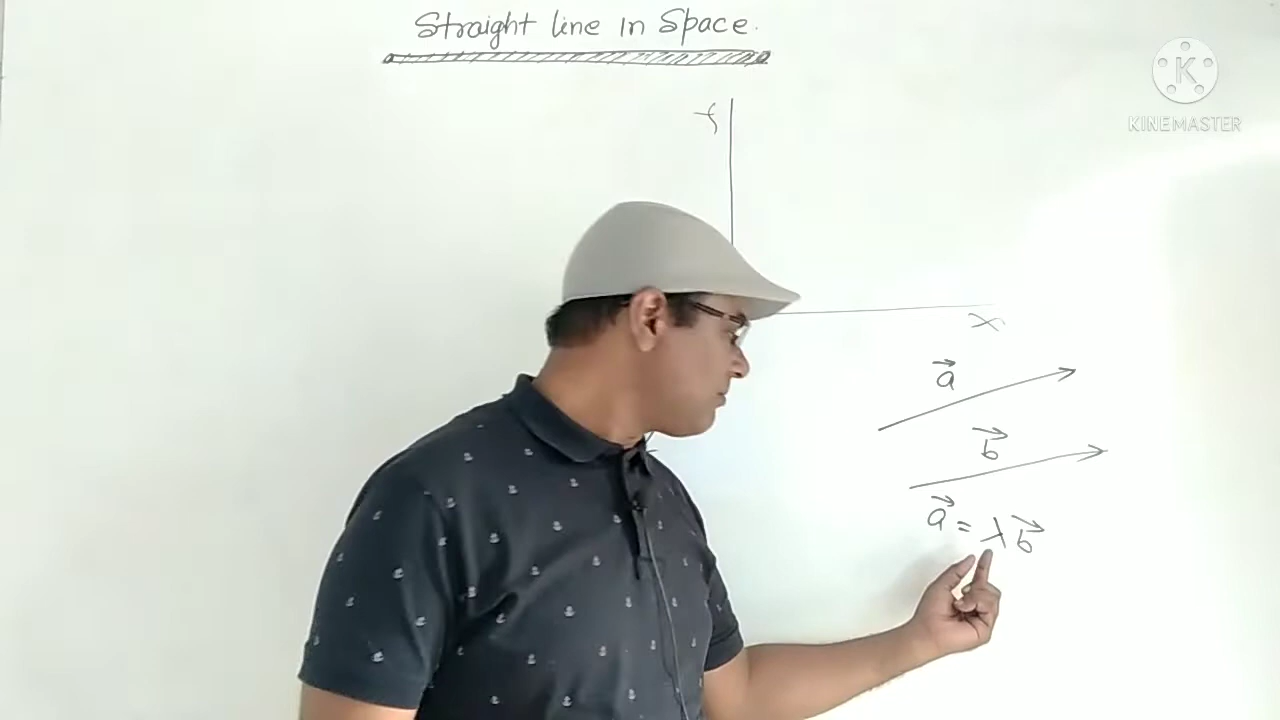 Straight line in Space.
K
KINEMASTER
Y
X
→a
→b
→a = λ→b